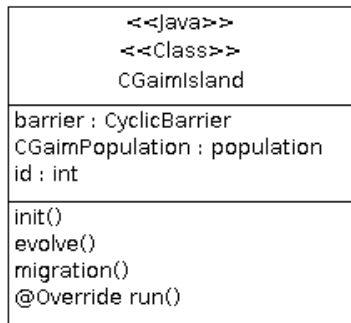 <<Java>>
<<Class>>
CGaimIsland
barrier : CyclicBarrier
CGaimPopulation : population
id : int
init()
evolve()
migration()
@Override run()